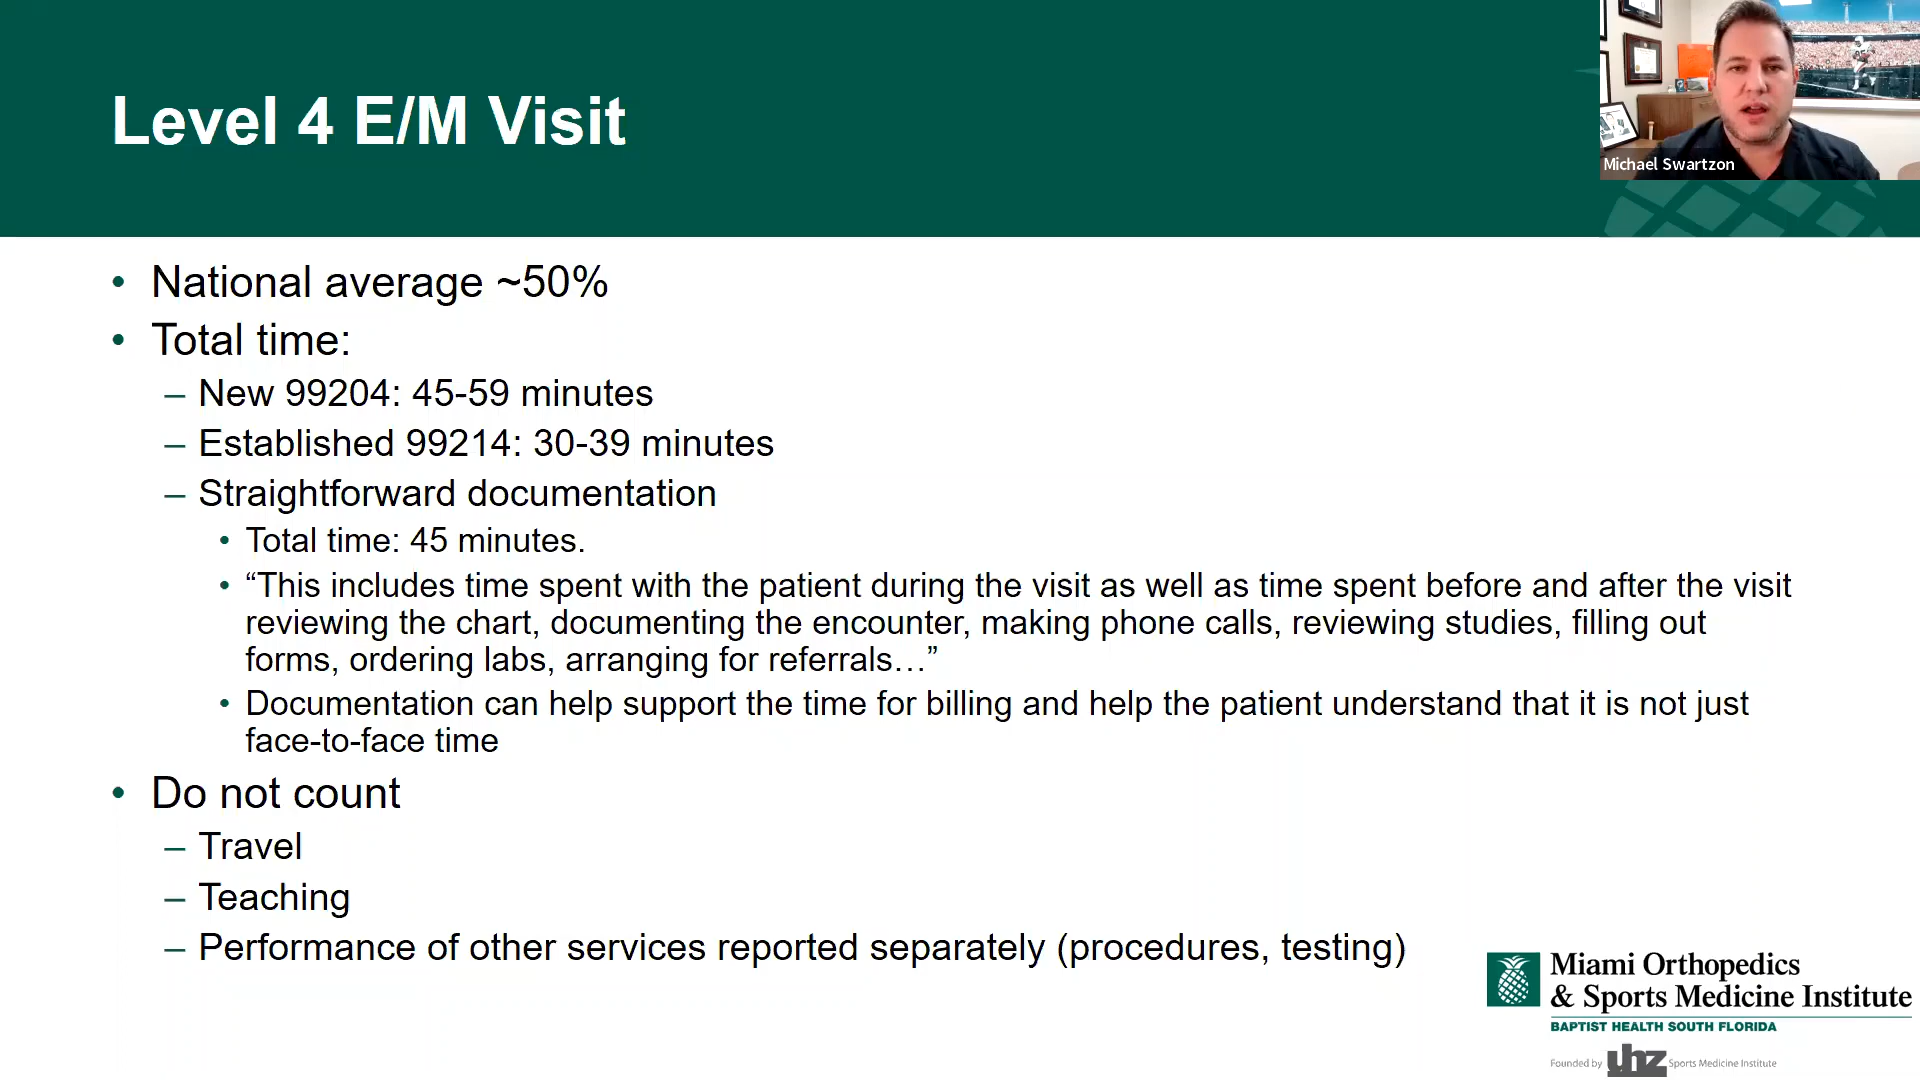 Level 4 E/M Visit
Michael Swartzon
• National average ~50%
• Total time:
– New 99204: 45-59 minutes
– Established 99214: 30-39 minutes
– Straightforward documentation
• Total time: 45 minutes.
• “This includes time spent with the patient during the visit as well as time spent before and after the visit
reviewing the chart, documenting the encounter, making phone calls, reviewing studies, filling out
forms, ordering labs, arranging for referrals…”
• Documentation can help support the time for billing and help the patient understand that it is not just
face-to-face time
• Do not count
– Travel
– Teaching
– Performance of other services reported separately (procedures, testing)
Miami Orthopedics
& Sports Medicine Institute
BAPTIST HEALTH SOUTH FLORIDA
Founded by uhz Sports Medicine Institute